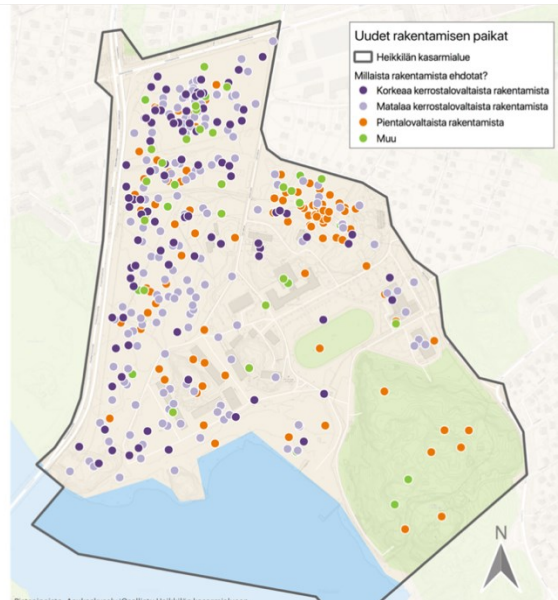 Uudet rakentamisen paikat
Heikkilän kasarmialue
Millaista rakentamista ehdotat?
Korkeaa kerrostalovaltaista rakentamista
Matalaa kerrostalovaltaista rakentamista
Pientalovaltaista rakentamista
Muu
N